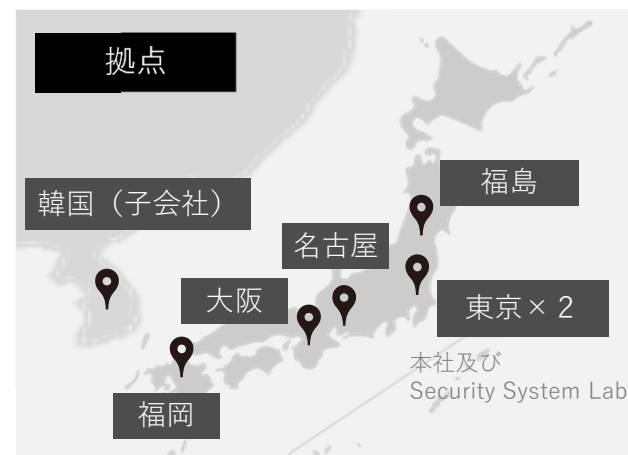 拠点
福島
韓国（子会社）
名古屋
大阪
東京×２
本社及び
Security System Lab
福岡